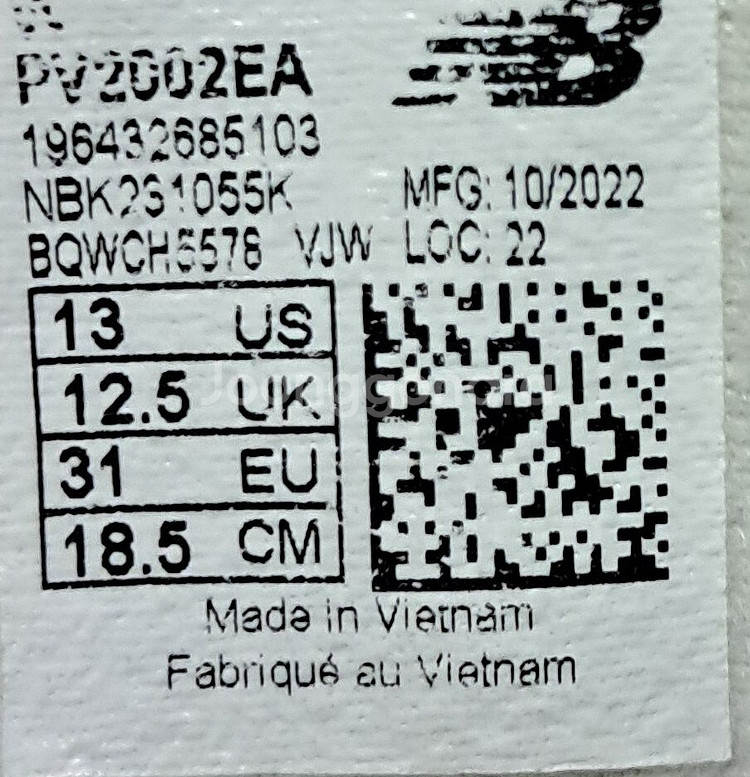 PV2002EA
196432685103
NBK231055K MFG: 10/2022
BQWCH5578 VJW LOC: 22
13 US
12.5 UK
31 EU
18.5 CM
Made in Vietnam
Fabriqué au Vietnam